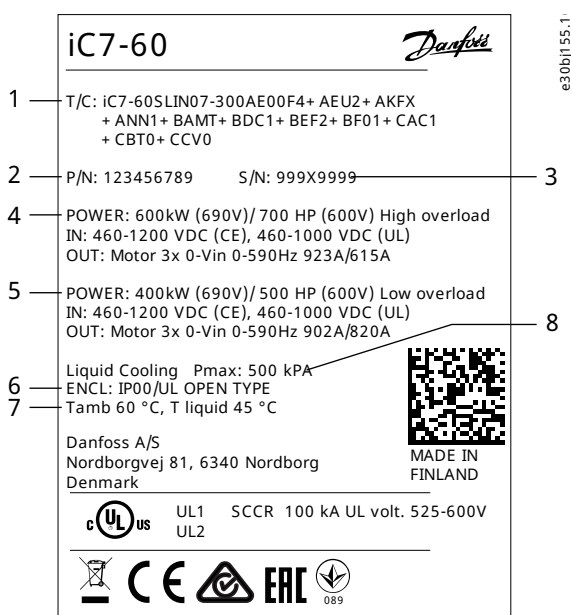 iC7-60
Danfoss
e30bj155.1
1
T/C: iC7-60SLIN07-300AE00F4+ AEU2+ AKFX
+ ANN1+ BAMT+ BDC1+ BEF2+ BF01+ CAC1
+ CBT0+ CCV0
2
P/N: 123456789 S/N: 999X9999
3
4
POWER: 600kW (690V)/ 700 HP (600V) High overload
IN: 460-1200 VDC (CE), 460-1000 VDC (UL)
OUT: Motor 3x 0-Vin 0-590Hz 923A/615A
5
POWER: 400kW (690V)/ 500 HP (600V) Low overload
IN: 460-1200 VDC (CE), 460-1000 VDC (UL)
OUT: Motor 3x 0-Vin 0-590Hz 902A/820A
8
Liquid Cooling Pmax: 500 kPA
6
ENCL: IP00/UL OPEN TYPE
7
Tamb 60 °C, T liquid 45 °C
Danfoss A/S
Nordborgvej 81, 6340 Nordborg
Denmark
MADE IN
FINLAND
c UL us
UL1 SCCR 100 kA UL volt. 525-600V
UL2
CE EAC
089